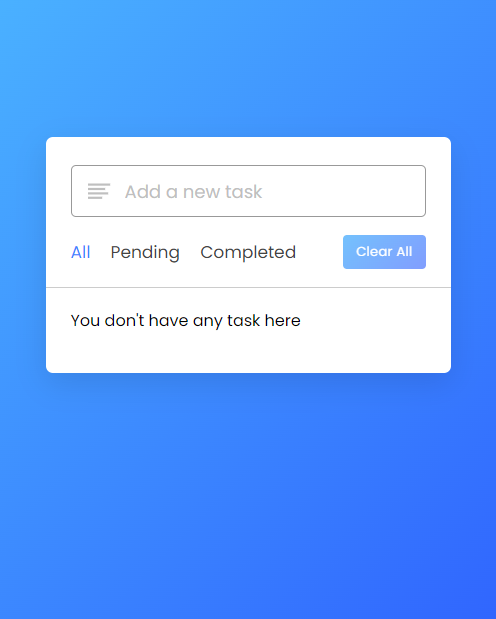 Add a new task
All Pending Completed Clear All
You don't have any task here